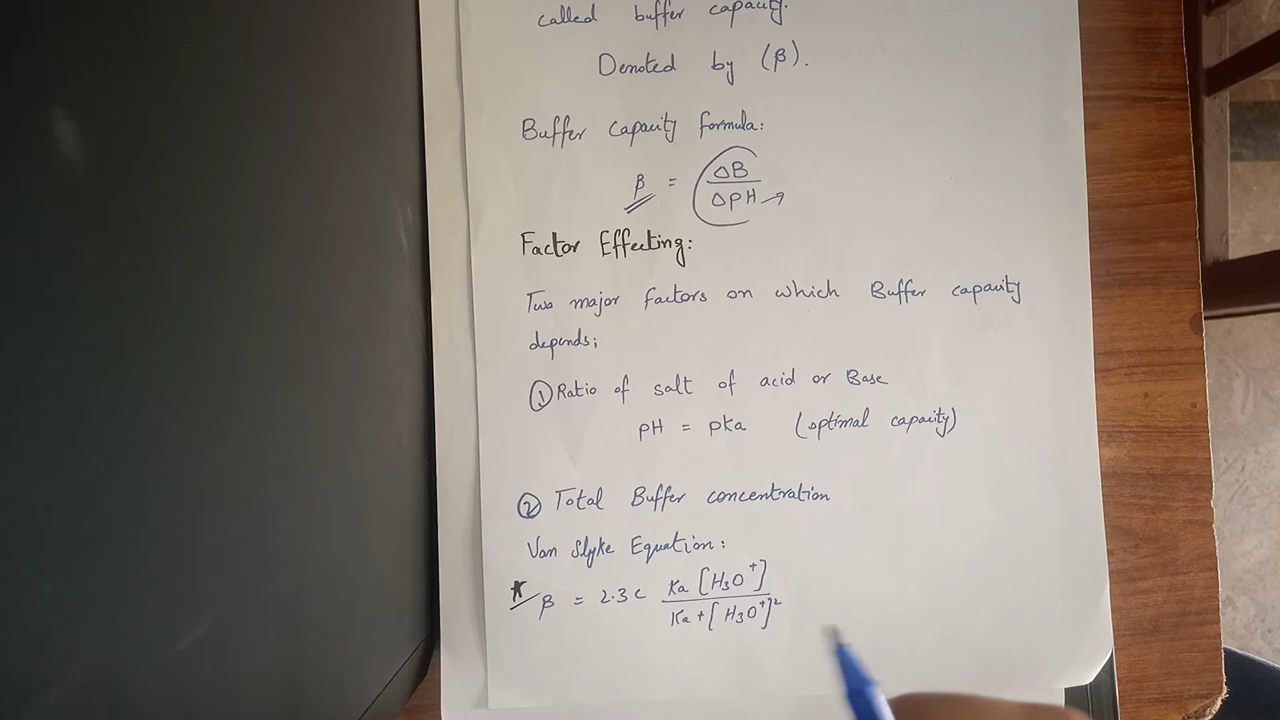 called buffer capacity.
Denoted by (β).
Buffer capacity formula:
β = ΔB / ΔpH →
Factor Effecting:
Two major factors on which Buffer capacity
depends;
① Ratio of salt of acid or Base
pH = pKa (optimal capacity)
② Total Buffer concentration
Van Slyke Equation:
* β = 2.3 C Ka [H₃O⁺] / Ka + [H₃O⁺]²